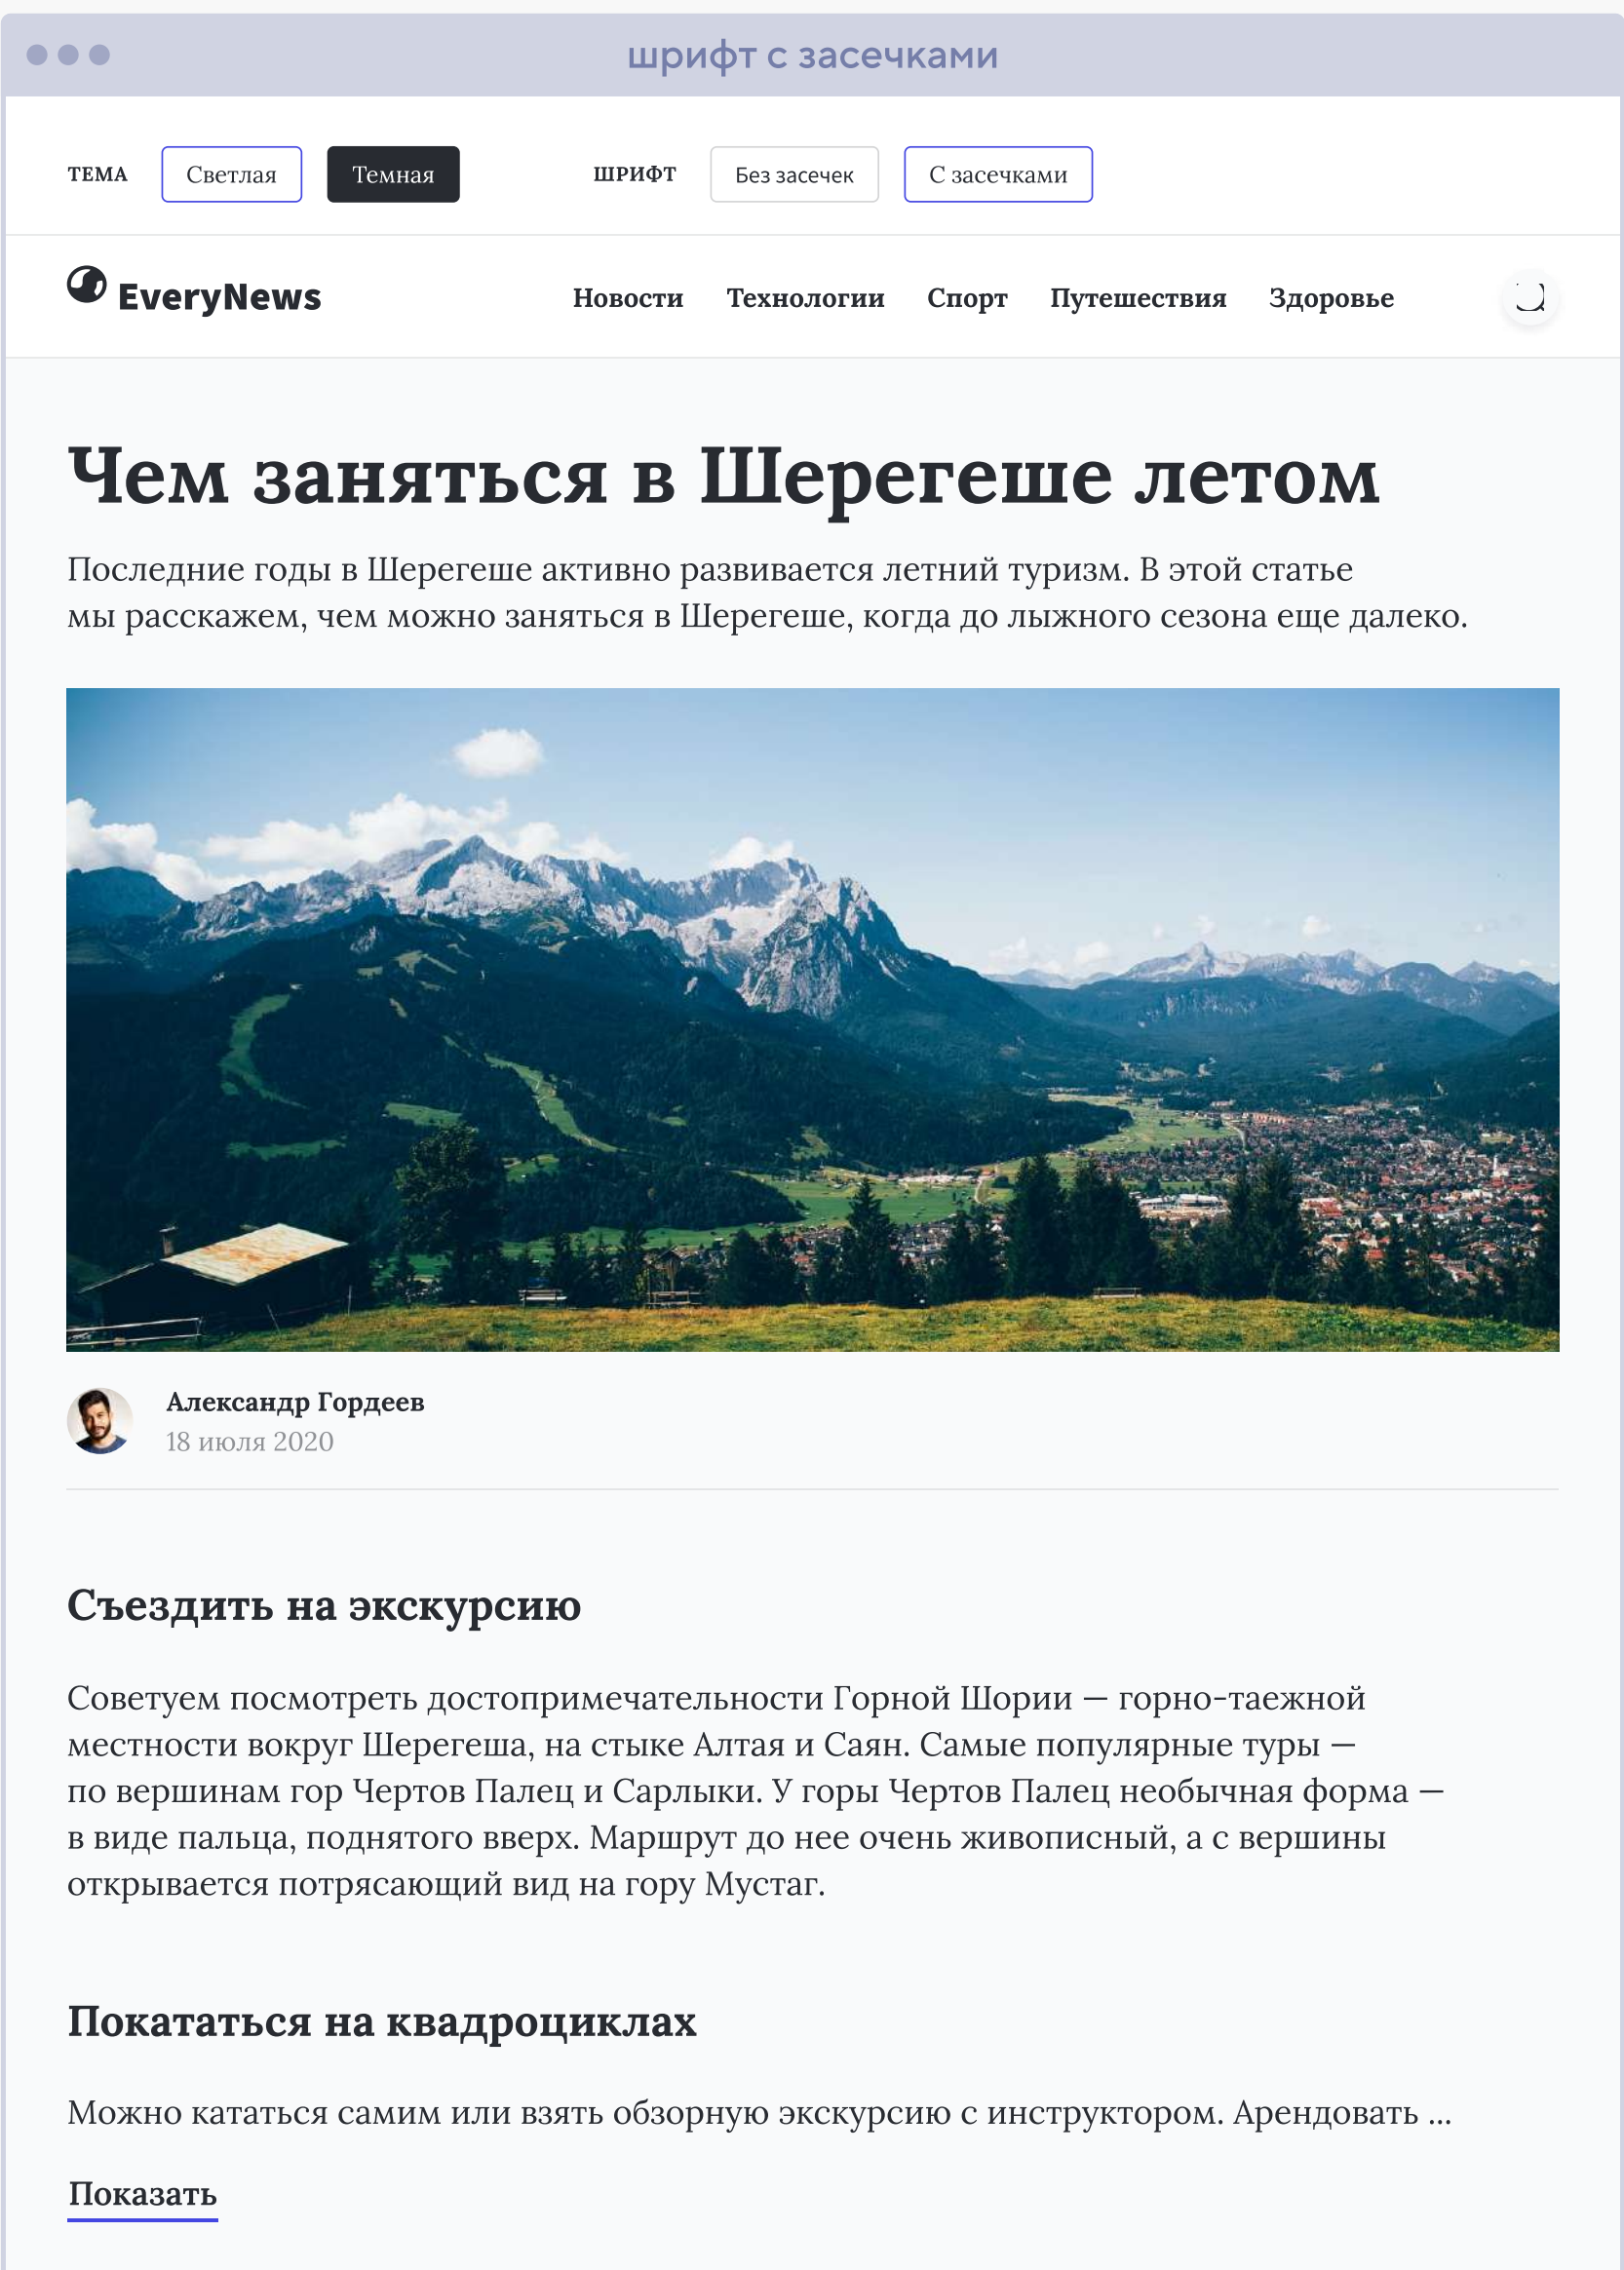 шрифт с засечками
ТЕМА Светлая Темная ШРИФТ Без засечек С засечками
EveryNews Новости Технологии Спорт Путешествия Здоровье
Чем заняться в Шерегеше летом
Последние годы в Шерегеше активно развивается летний туризм. В этой статье
мы расскажем, чем можно заняться в Шерегеше, когда до лыжного сезона еще далеко.
Александр Гордеев
18 июля 2020
Съездить на экскурсию
Советуем посмотреть достопримечательности Горной Шории — горно-таежной
местности вокруг Шерегеша, на стыке Алтая и Саян. Самые популярные туры —
по вершинам гор Чертов Палец и Сарлыки. У горы Чертов Палец необычная форма —
в виде пальца, поднятого вверх. Маршрут до нее очень живописный, а с вершины
открывается потрясающий вид на гору Мустаг.
Покататься на квадроциклах
Можно кататься самим или взять обзорную экскурсию с инструктором. Арендовать ...
Показать